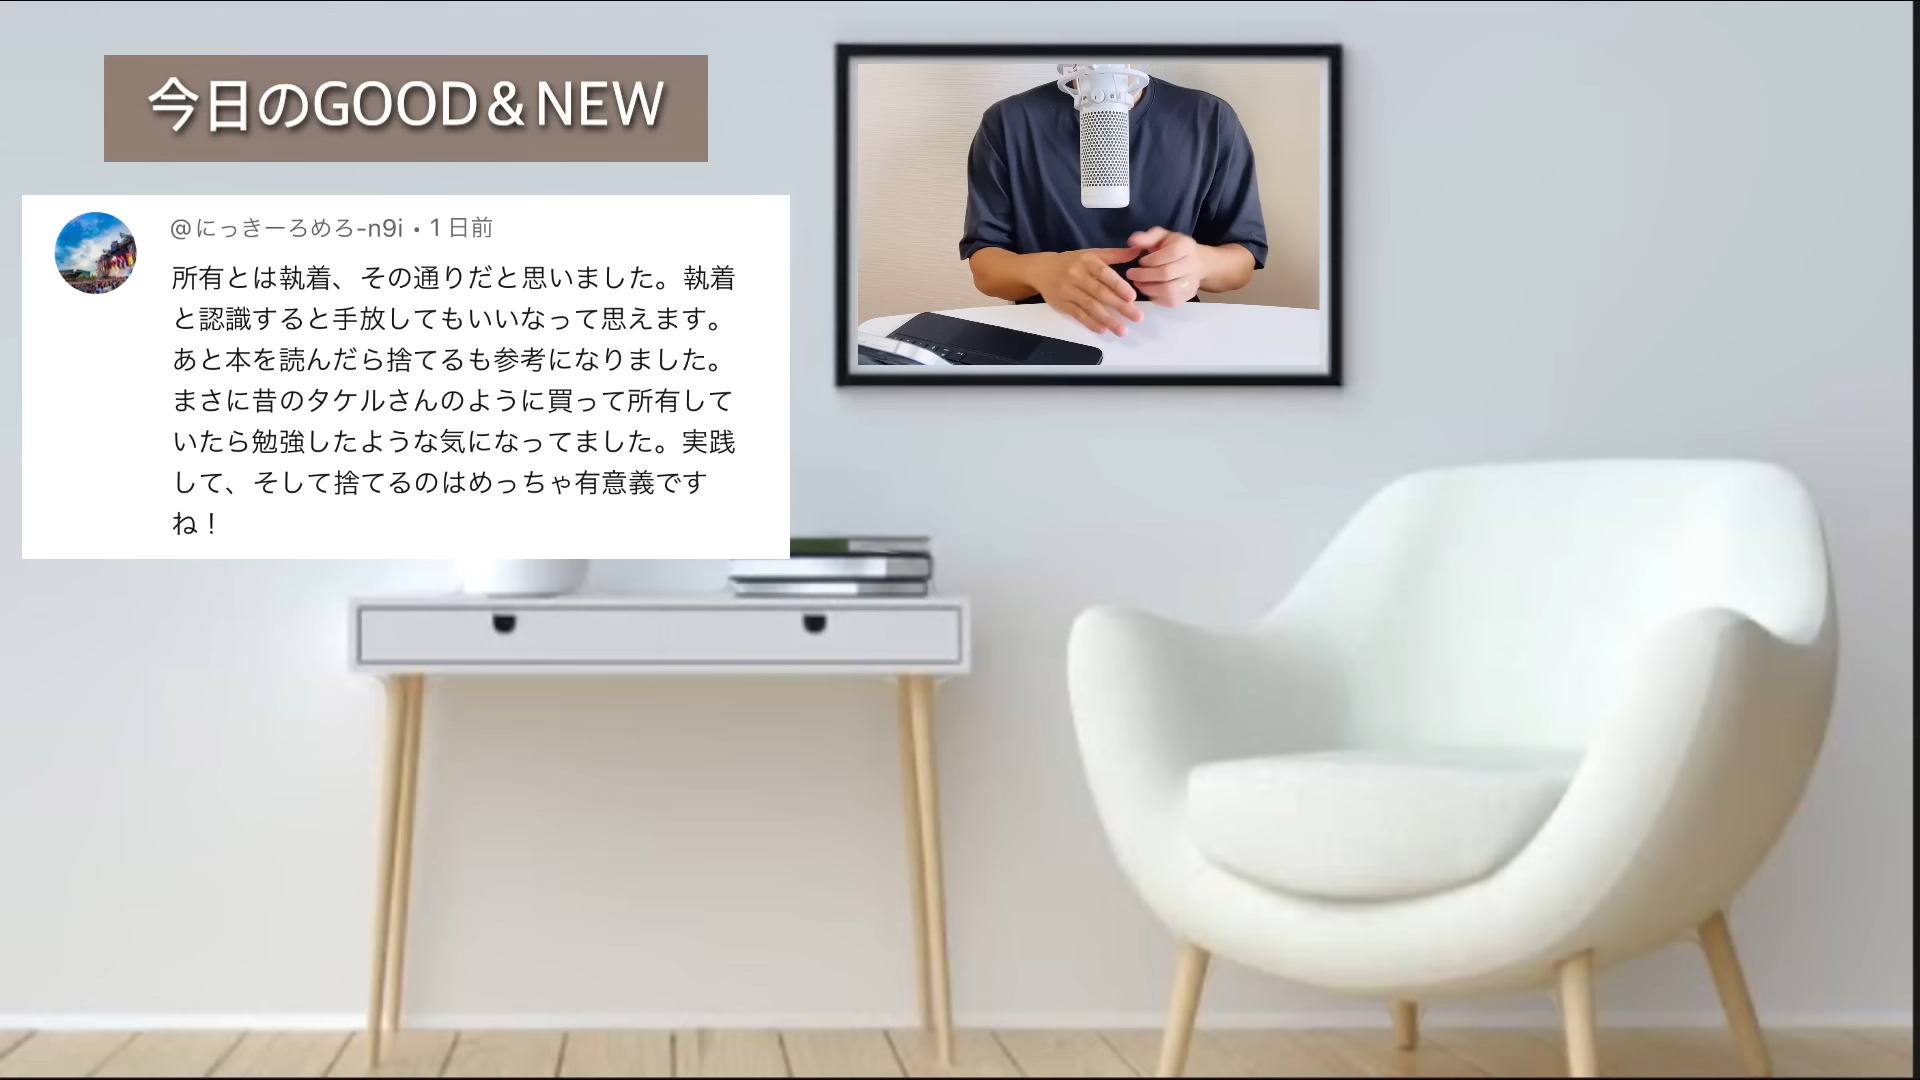 今日のGOOD＆NEW
@にっきーろめろ-n9i・1日前
所有とは執着、その通りだと思いました。執着
と認識すると手放してもいいなって思えます。
あと本を読んだら捨てるも参考になりました。
まさに昔のタケルさんのように買って所有して
いたら勉強したような気になってました。実践
して、そして捨てるのはめっちゃ有意義です
ね！